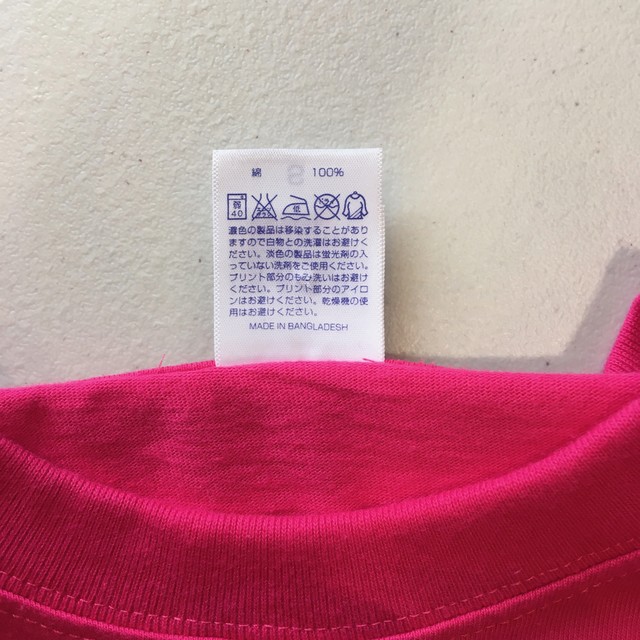 綿 S 100%
弱 40 低
濃色の製品は移染することがあり
ますので白物との洗濯はお避けく
ださい。淡色の製品は蛍光剤の入
っていない洗剤をご使用ください。
プリント部分のもみ洗いはお避け
ください。プリント部分のアイロ
ンはお避けください。乾燥機の使
用はお避けください。
MADE IN BANGLADESH